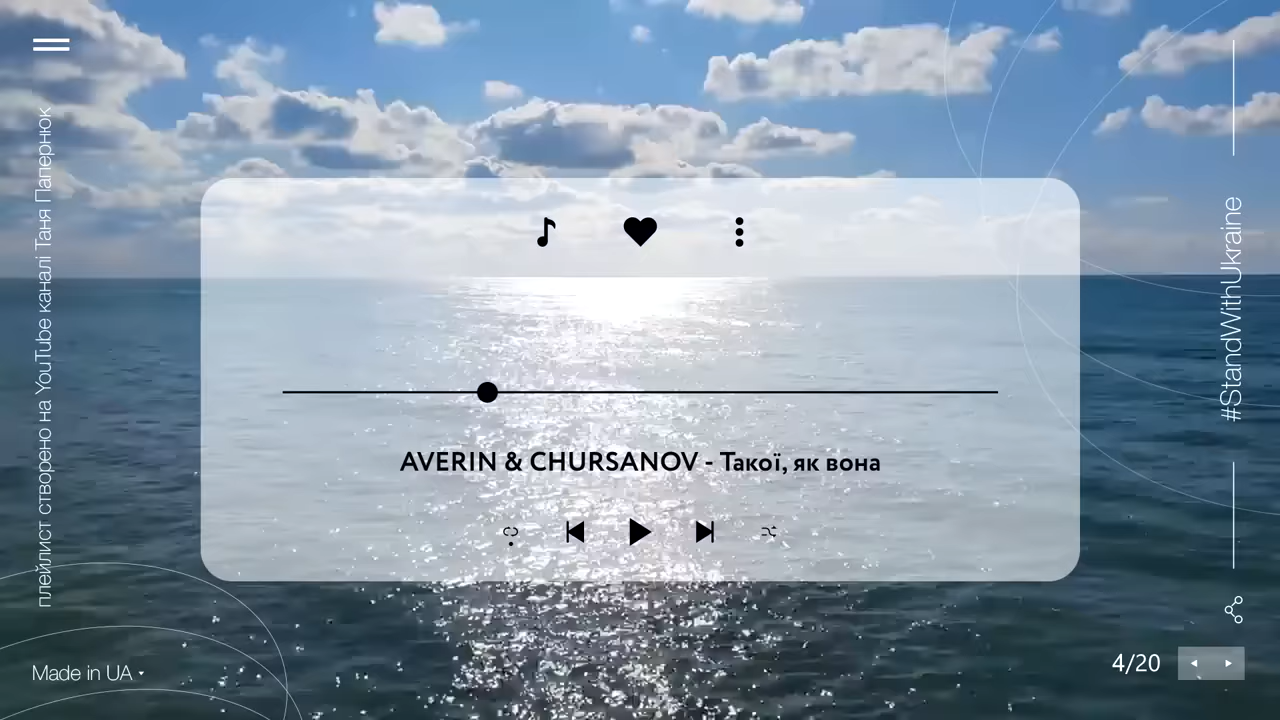 плейлист створено на YouTube каналі Таня Папернюк
AVERIN & CHURSANOV - Такої, як вона
#StandWithUkraine
Made in UA
4/20